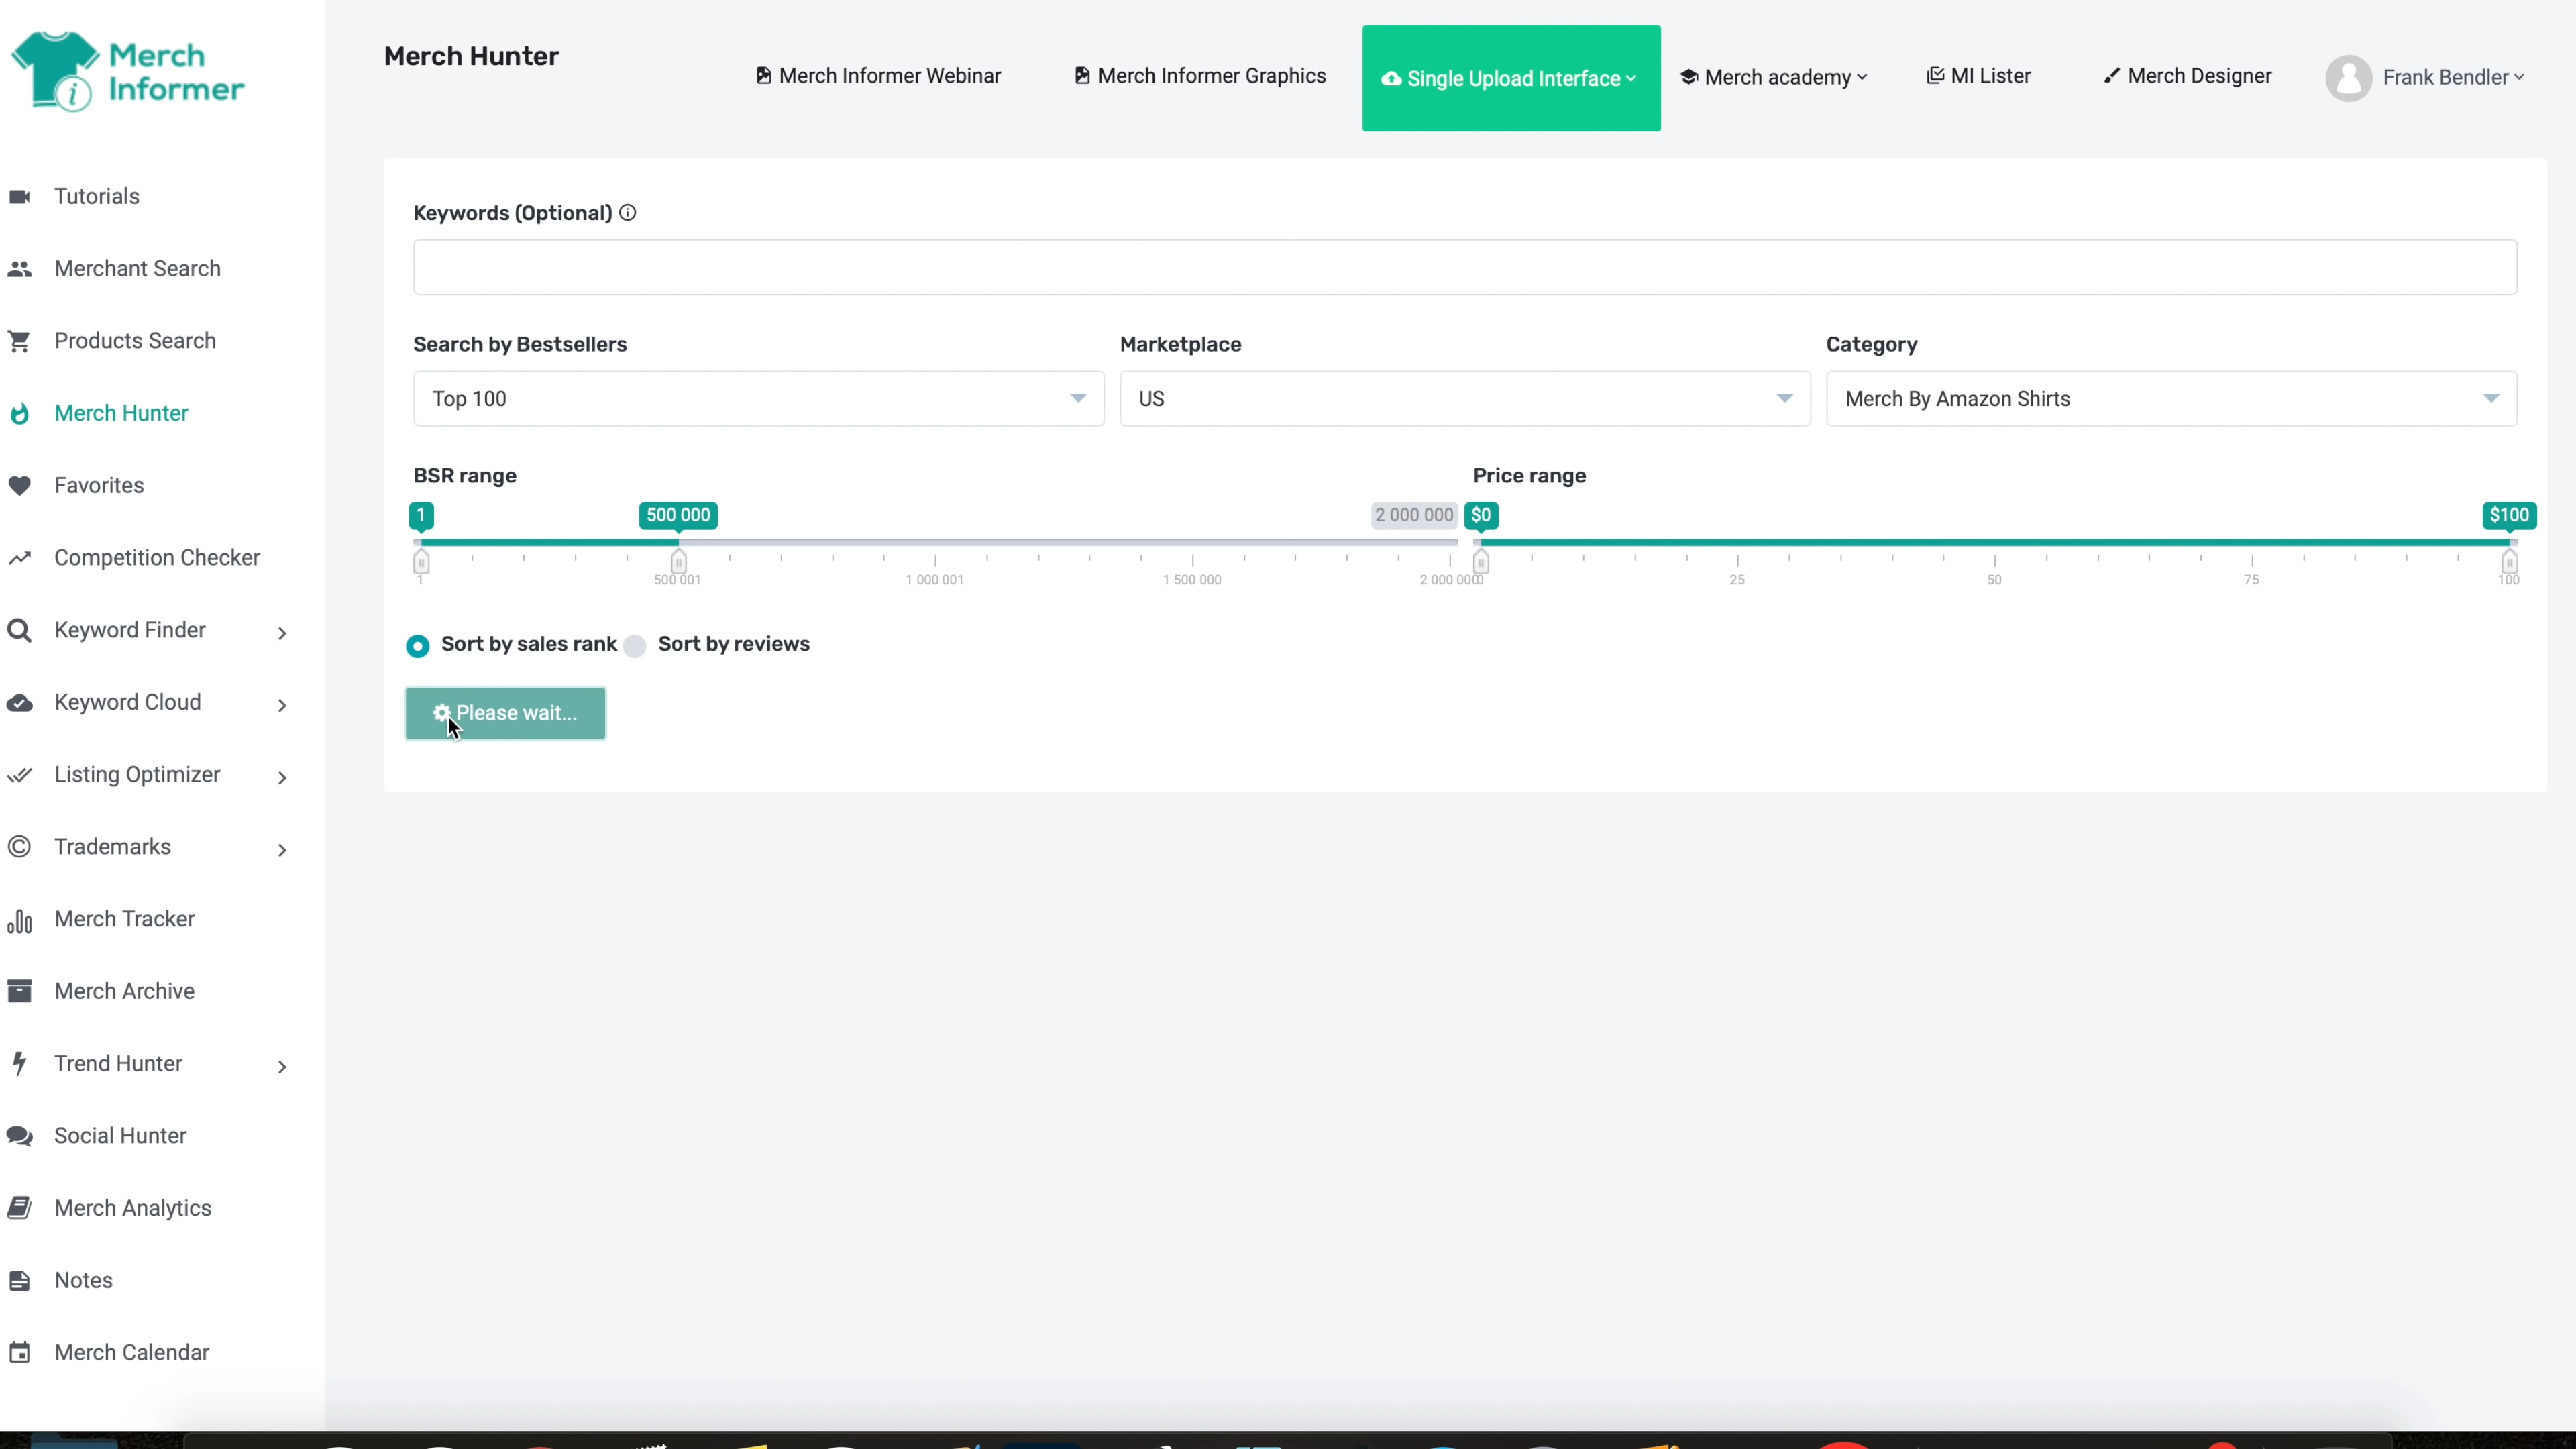 Merch
Informer
Merch Hunter
Merch Informer Webinar
Merch Informer Graphics
Single Upload Interface
Merch academy
MI Lister
Merch Designer
Frank Bendler
Tutorials
Merchant Search
Products Search
Merch Hunter
Favorites
Competition Checker
Keyword Finder
Keyword Cloud
Listing Optimizer
Trademarks
Merch Tracker
Merch Archive
Trend Hunter
Social Hunter
Merch Analytics
Notes
Merch Calendar
Keywords (Optional)
Search by Bestsellers
Marketplace
Category
Top 100
US
Merch By Amazon Shirts
BSR range
Price range
1
500 000
2 000 000
$0
$100
1
500 001
1 000 001
1 500 000
2 000 000
0
25
50
75
100
Sort by sales rank
Sort by reviews
Please wait...